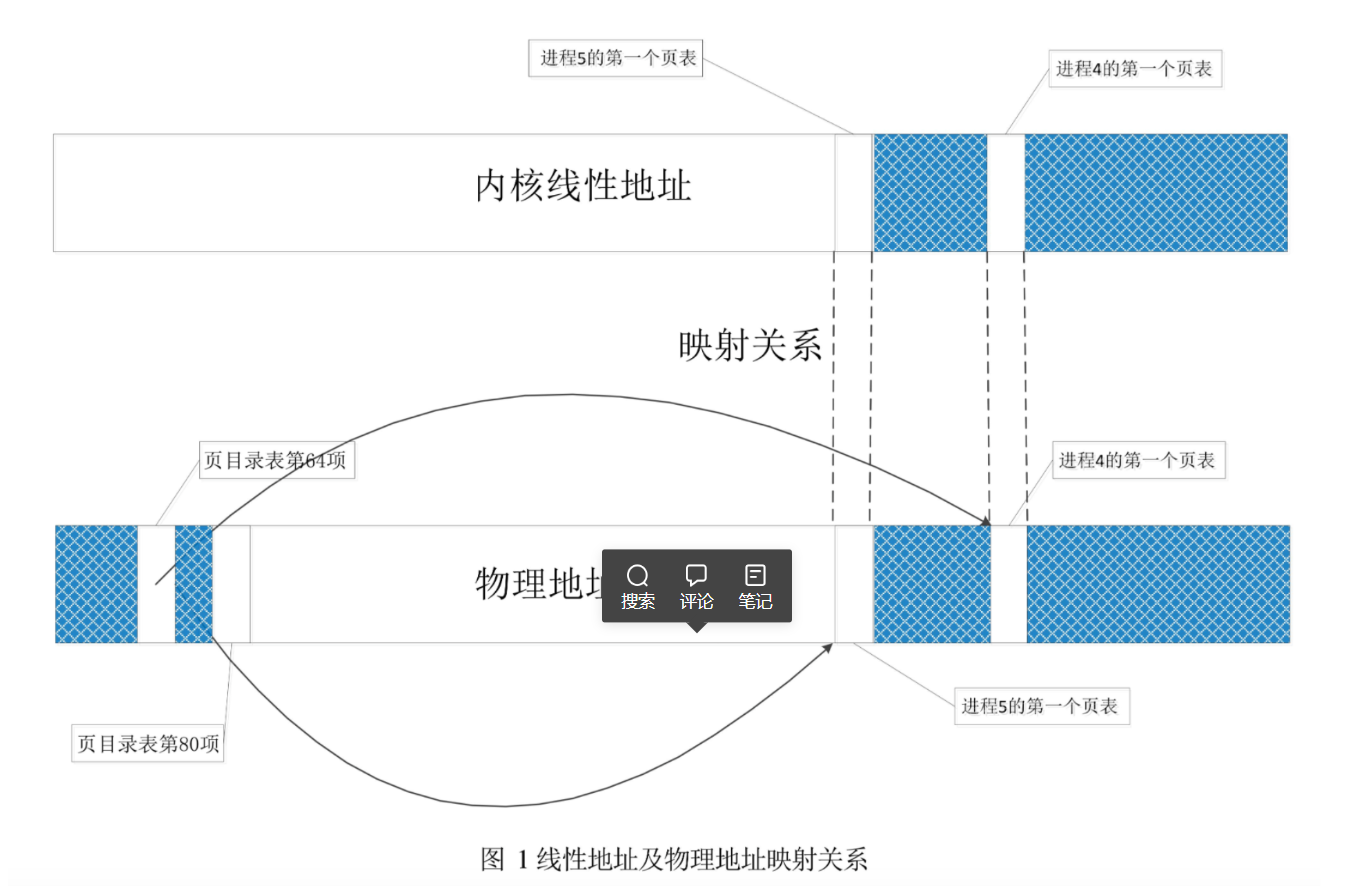 进程5的第一个页表
进程4的第一个页表
内核线性地址
映射关系
页目录表第64项
进程4的第一个页表
物理地
搜索 评论 笔记
进程5的第一个页表
页目录表第80项
图 1 线性地址及物理地址映射关系